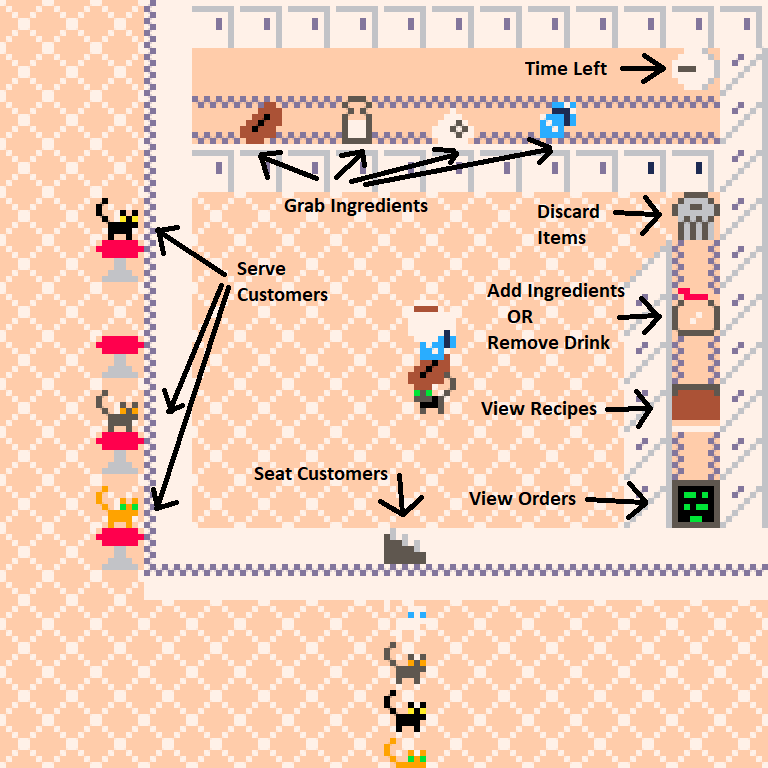 Time Left
Grab Ingredients
Discard
Items
Serve
Customers
Add Ingredients
OR
Remove Drink
View Recipes
Seat Customers
View Orders